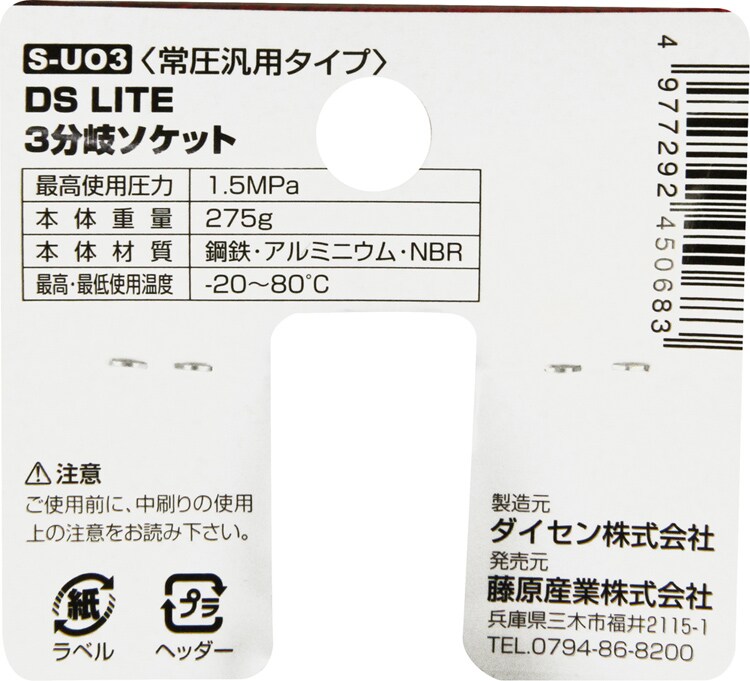 S-UO3〈常圧汎用タイプ〉
DS LITE
3分岐ソケット
最高使用圧力 1.5MPa
本体重量 275g
本体材質 鋼鉄・アルミニウム・NBR
最高・最低使用温度 -20〜80℃
4 977292 450683
⚠注意
ご使用前に、中刷りの使用
上の注意をお読み下さい。
紙
ラベル
プラ
ヘッダー
製造元
ダイセン株式会社
発売元
藤原産業株式会社
兵庫県三木市福井2115-1
TEL.0794-86-8200